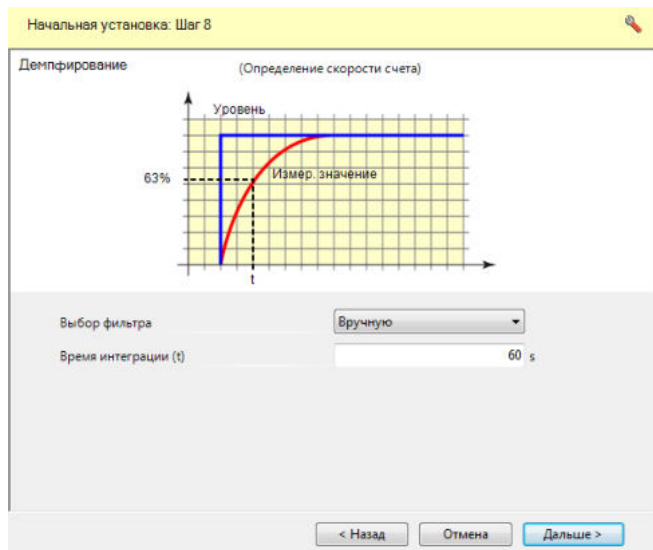 Начальная установка: Шаг 8
Демпфирование
(Определение скорости счета)
Уровень
63%
Измер. значение
t
Выбор фильтра
Вручную
Время интеграции (t)
60 s
< Назад
Отмена
Дальше >